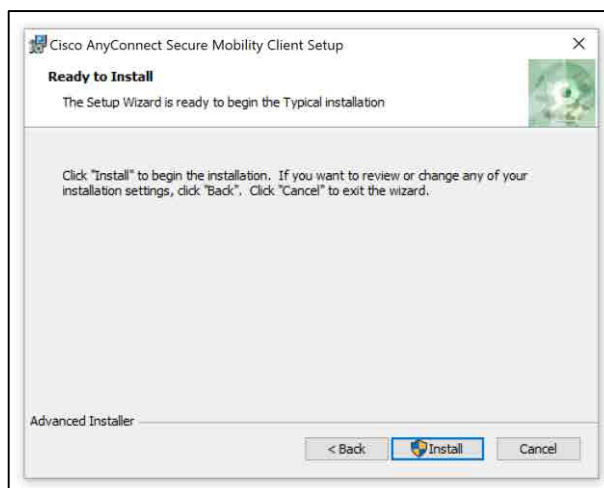 Cisco AnyConnect Secure Mobility Client Setup
Ready to Install
The Setup Wizard is ready to begin the Typical installation
Click "Install" to begin the installation. If you want to review or change any of your
installation settings, click "Back". Click "Cancel" to exit the wizard.
Advanced Installer
< Back Install Cancel